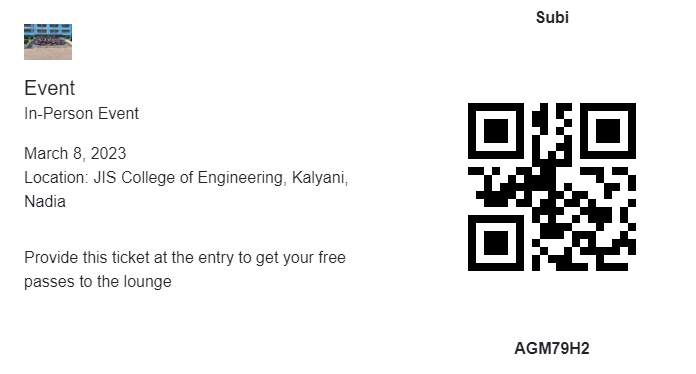 Subi
Event
In-Person Event
March 8, 2023
Location: JIS College of Engineering, Kalyani,
Nadia
Provide this ticket at the entry to get your free
passes to the lounge
AGM79H2